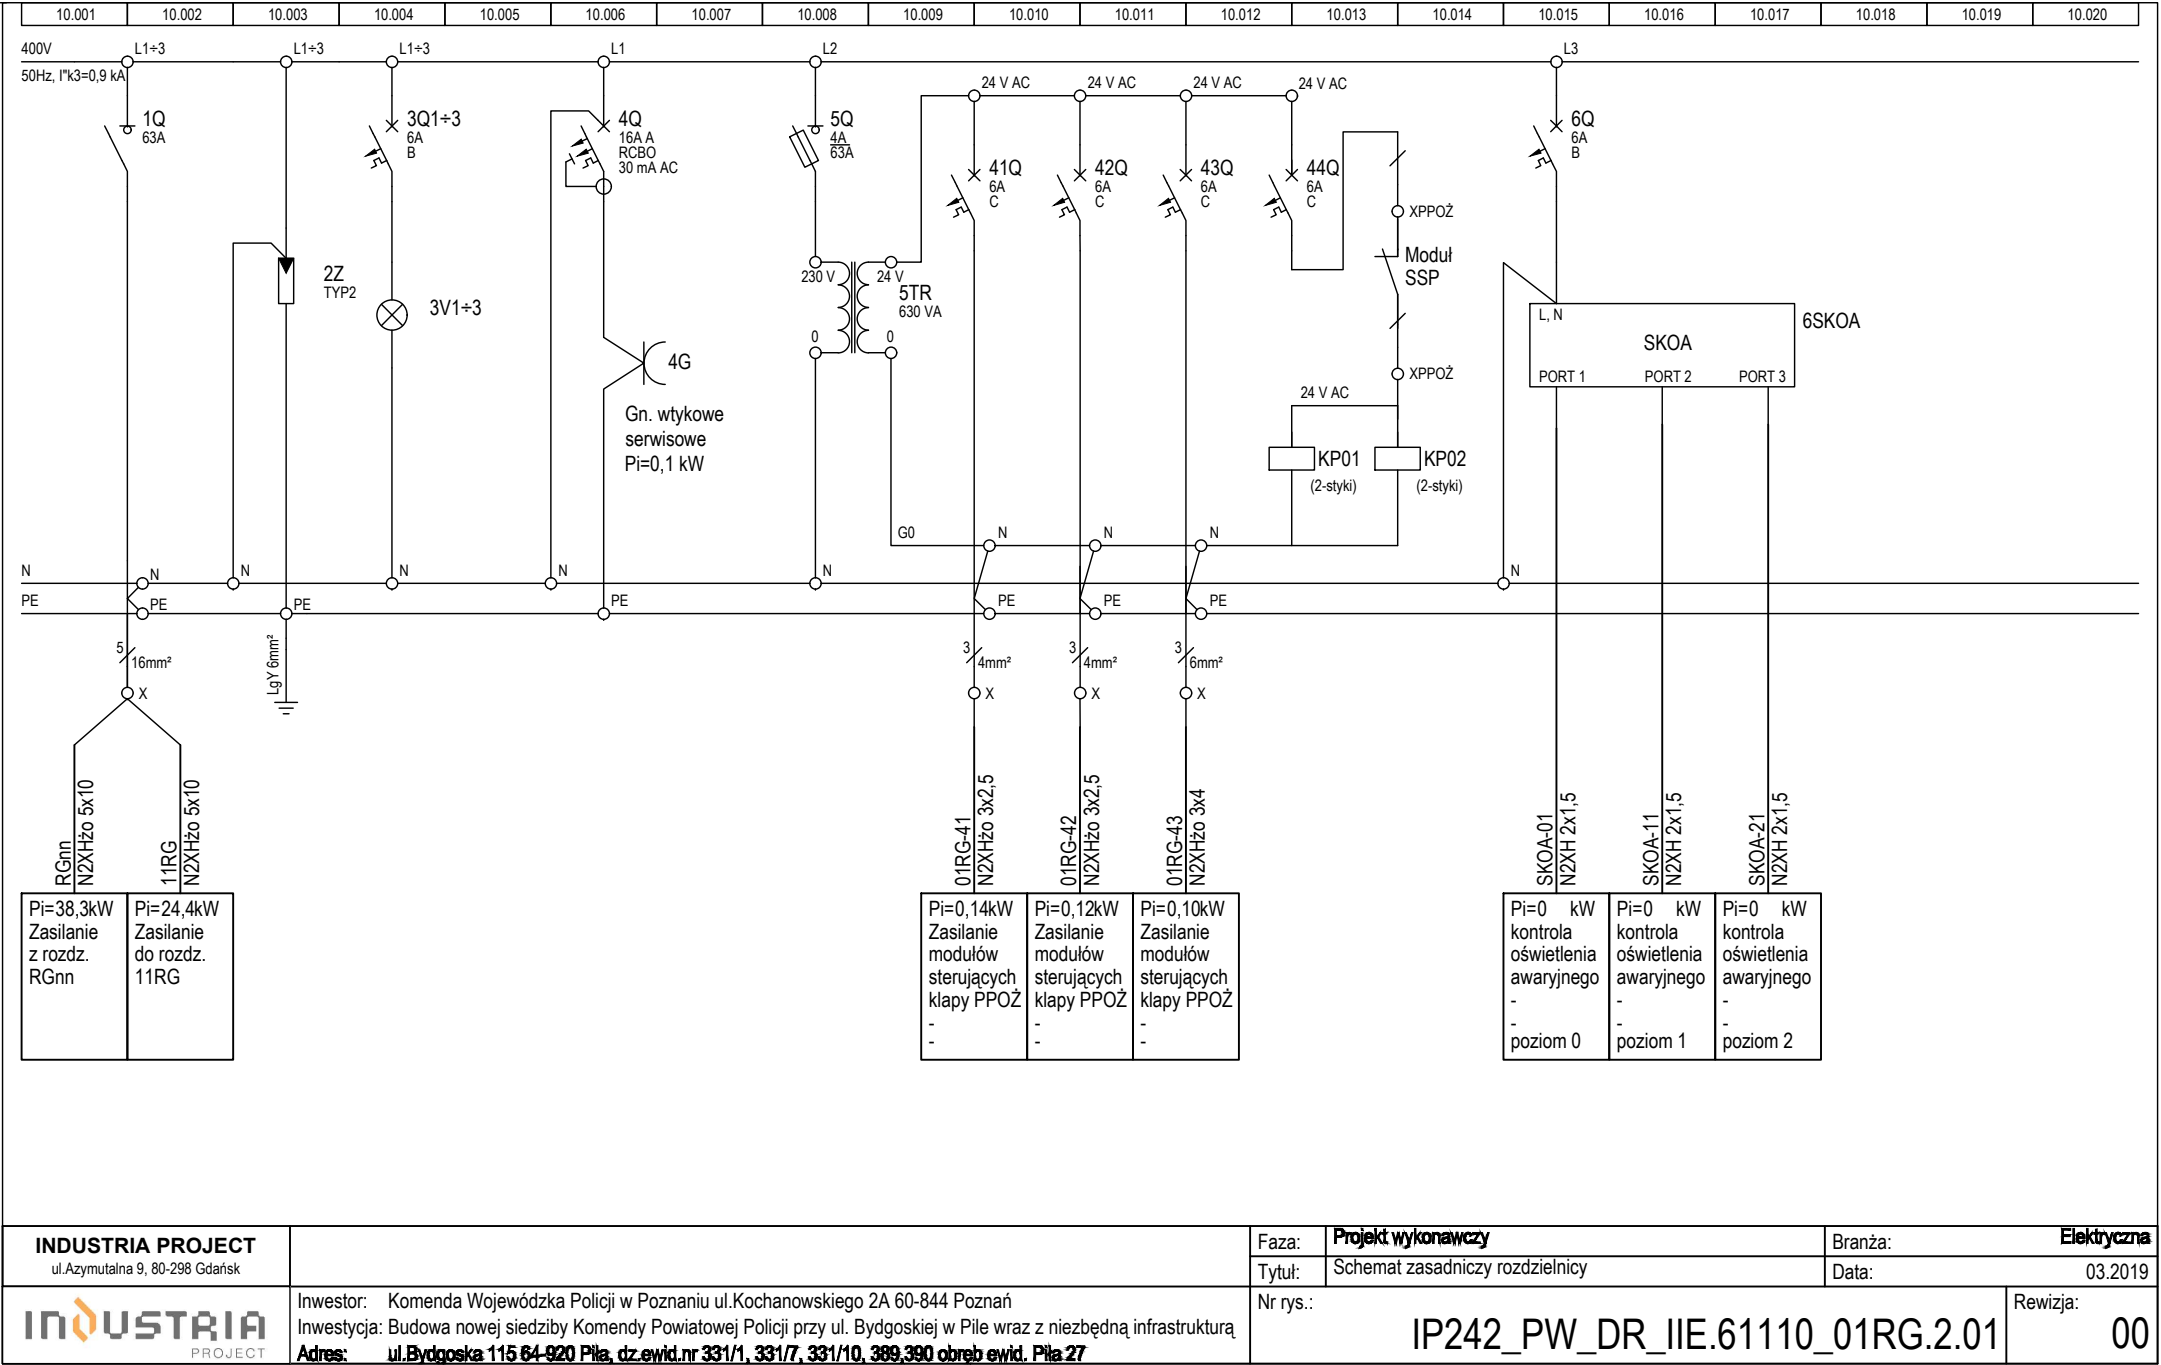 10.001 10.002 10.003 10.004 10.005 10.006 10.007 10.008 10.009 10.010 10.011 10.012 10.013 10.014 10.015 10.016 10.017 10.018 10.019 10.020
400V L1÷3 L1÷3 L1÷3 L1 L2 L3
50Hz, I"k3=0,9 kA
24 V AC 24 V AC 24 V AC 24 V AC
1Q
63A
3Q1÷3
6A
B
4Q
16A A
RCBO
30 mA AC
5Q
4A
63A
41Q
6A
C
42Q
6A
C
43Q
6A
C
44Q
6A
C
6Q
6A
B
XPPOŻ
Moduł
SSP
XPPOŻ
2Z
TYP2
3V1÷3
230 V
0
24 V
0
5TR
630 VA
L, N
SKOA
6SKOA
PORT 1 PORT 2 PORT 3
4G
Gn. wtykowe
serwisowe
Pi=0,1 kW
24 V AC
KP01
(2-styki)
KP02
(2-styki)
G0 N N N
N N N N N N N
PE PE PE PE PE PE PE
5
16mm²
X
LgY 6mm²
3
4mm²
X
3
4mm²
X
3
6mm²
X
RGnn
N2XHżo 5x10
11RG
N2XHżo 5x10
01RG-41
N2XHżo 3x2,5
01RG-42
N2XHżo 3x2,5
01RG-43
N2XHżo 3x4
SKOA-01
N2XH 2x1,5
SKOA-11
N2XH 2x1,5
SKOA-21
N2XH 2x1,5
Pi=38,3kW
Zasilanie
z rozdz.
RGnn
Pi=24,4kW
Zasilanie
do rozdz.
11RG
Pi=0,14kW
Zasilanie
modułów
sterujących
klapy PPOŻ
-
-
Pi=0,12kW
Zasilanie
modułów
sterujących
klapy PPOŻ
-
-
Pi=0,10kW
Zasilanie
modułów
sterujących
klapy PPOŻ
-
-
Pi=0 kW
kontrola
oświetlenia
awaryjnego
-
-
poziom 0
Pi=0 kW
kontrola
oświetlenia
awaryjnego
-
-
poziom 1
Pi=0 kW
kontrola
oświetlenia
awaryjnego
-
-
poziom 2
INDUSTRIA PROJECT
ul.Azymutalna 9, 80-298 Gdańsk
INDUSTRIA
PROJECT
Inwestor: Komenda Wojewódzka Policji w Poznaniu ul.Kochanowskiego 2A 60-844 Poznań
Inwestycja: Budowa nowej siedziby Komendy Powiatowej Policji przy ul. Bydgoskiej w Pile wraz z niezbędną infrastrukturą
Adres: ul.Bydgoska 115 64-920 Piła, dz.ewid.nr 331/1, 331/7, 331/10, 389,390 obręb ewid. Piła 27
Faza: Projekt wykonawczy
Branża: Elektryczna
Tytuł: Schemat zasadniczy rozdzielnicy
Data: 03.2019
Nr rys.: IP242_PW_DR_IIE.61110_01RG.2.01
Rewizja: 00